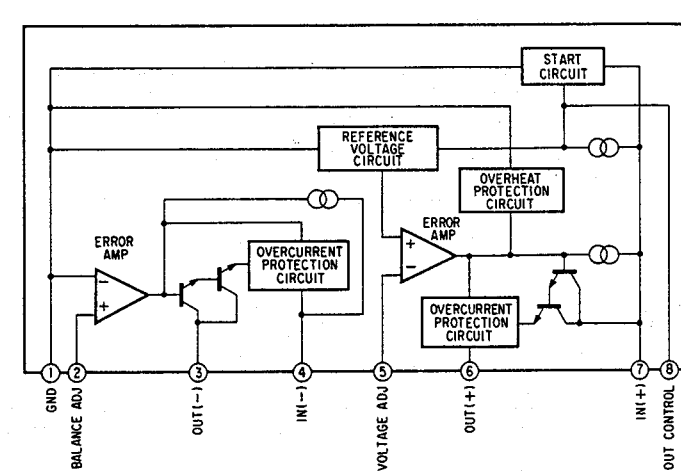 START
CIRCUIT
REFERENCE
VOLTAGE
CIRCUIT
OVERHEAT
PROTECTION
CIRCUIT
ERROR
AMP
ERROR
AMP
OVERCURRENT
PROTECTION
CIRCUIT
OVERCURRENT
PROTECTION
CIRCUIT
−
+
+
−
1
2
3
4
5
6
7
8
GND
BALANCE ADJ
OUT(−)
IN(−)
VOLTAGE ADJ
OUT(+)
IN(+)
OUT CONTROL